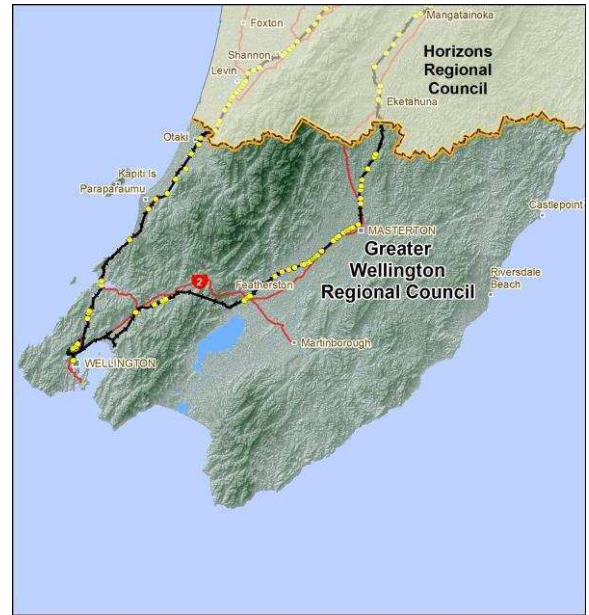 Foxton
Mangatainoka
Shannon
Levin
Horizons
Regional
Council
Eketahuna
Otaki
Kapiti Is
Paraparaumu
Castlepoint
MASTERTON
Greater
Wellington
Regional Council
2
Featherston
Riversdale
Beach
Martinborough
WELLINGTON